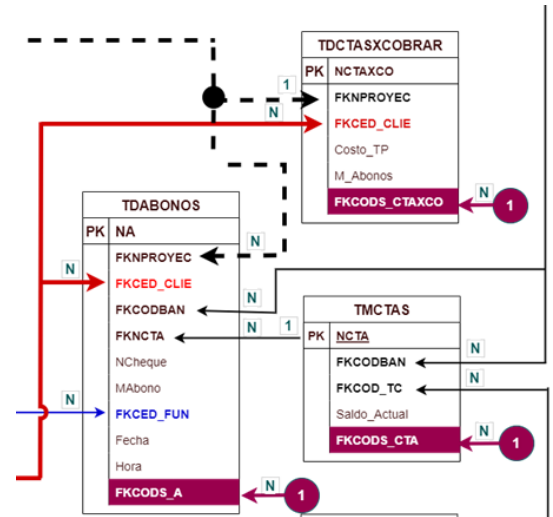 TDCTASXCOBRAR
PK NCTAXCO
1
FKNPROYEC
N
FKCED_CLIE
Costo_TP
M_Abonos
FKCODS_CTAXCO
N
1
TDABONOS
PK NA
FKNPROYEC
N
N
FKCED_CLIE
FKCODBAN
N
FKNCTA
N
1
NCheque
MAbono
N
FKCED_FUN
Fecha
Hora
FKCODS_A
N
1
TMCTAS
PK NCTA
FKCODBAN
N
FKCOD_TC
N
Saldo_Actual
FKCODS_CTA
N
1